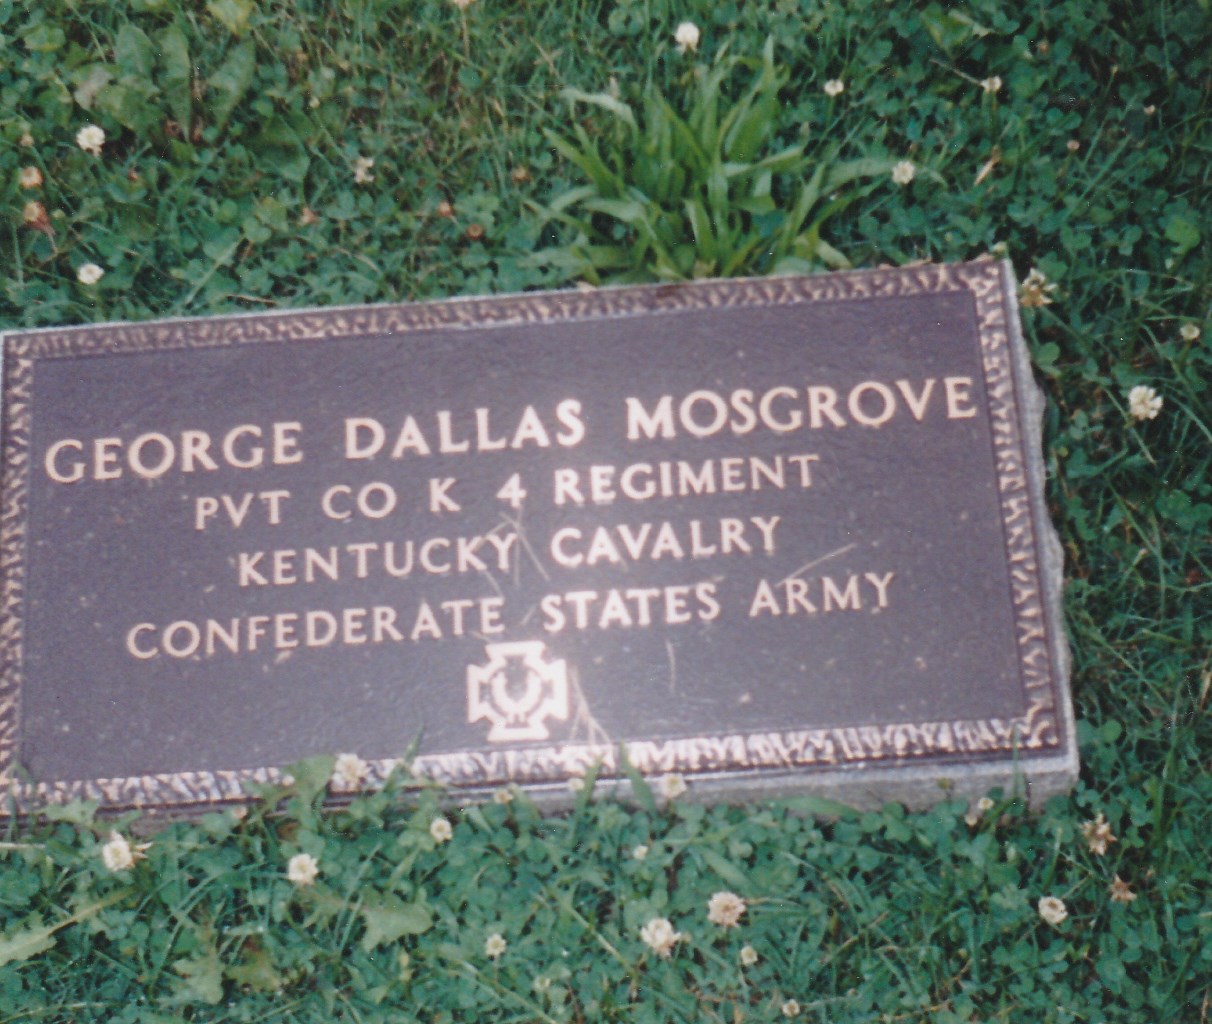 GEORGE DALLAS MOSGROVE
PVT CO K 4 REGIMENT
KENTUCKY CAVALRY
CONFEDERATE STATES ARMY